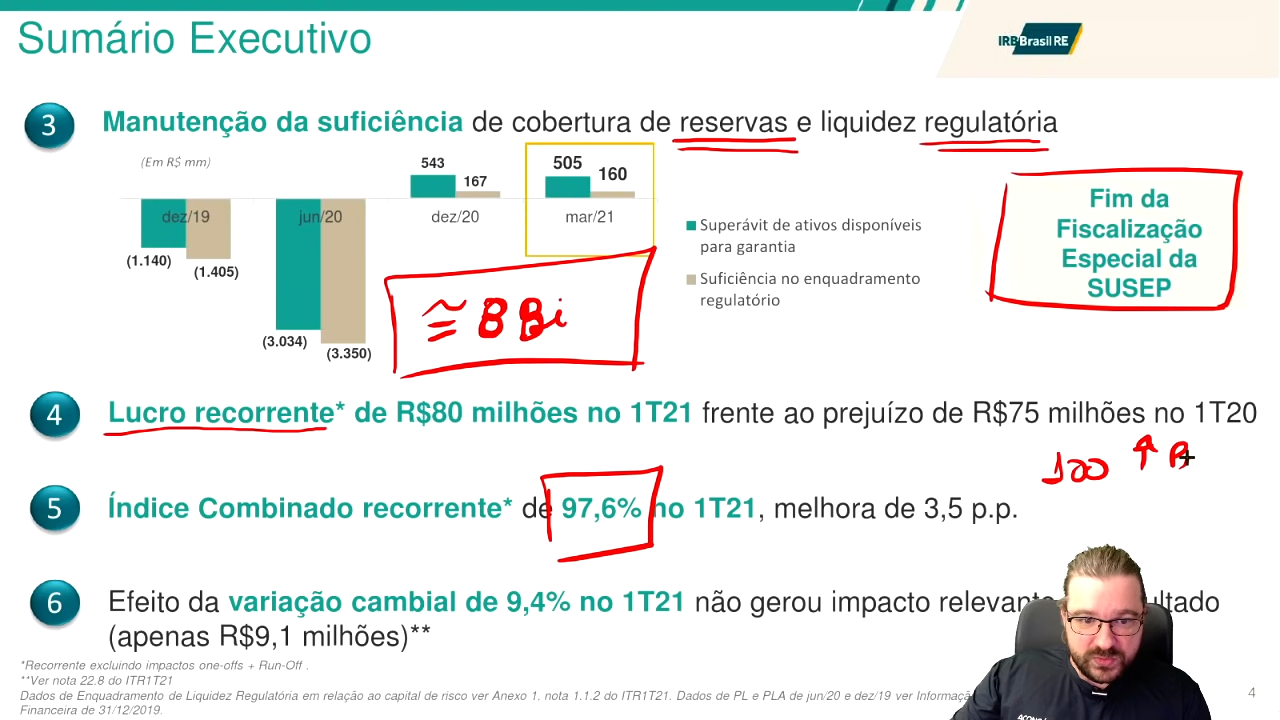 Sumário Executivo
IRB Brasil RE
3 Manutenção da suficiência de cobertura de reservas e liquidez regulatória
(Em R$ mm)
543 167 505 160
dez/19 jun/20 dez/20 mar/21
(1.140) (1.405)
(3.034) (3.350)
Superávit de ativos disponíveis
para garantia
Suficiência no enquadramento
regulatório
Fim da
Fiscalização
Especial da
SUSEP
≅ 8 Bi
4 Lucro recorrente* de R$80 milhões no 1T21 frente ao prejuízo de R$75 milhões no 1T20
100 ↑
5 Índice Combinado recorrente* de 97,6% no 1T21, melhora de 3,5 p.p.
6 Efeito da variação cambial de 9,4% no 1T21 não gerou impacto
(apenas R$9,1 milhões)**
*Recorrente excluindo impactos one-offs + Run-Off .
**Ver nota 22.8 do ITR1T21
Dados de Enquadramento de Liquidez Regulatória em relação ao capital de risco ver Anexo 1, nota 1.1.2 do ITR1T21. Dados de PL e PLA de jun/20 e dez/19 ver
Financeira de 31/12/2019.
4